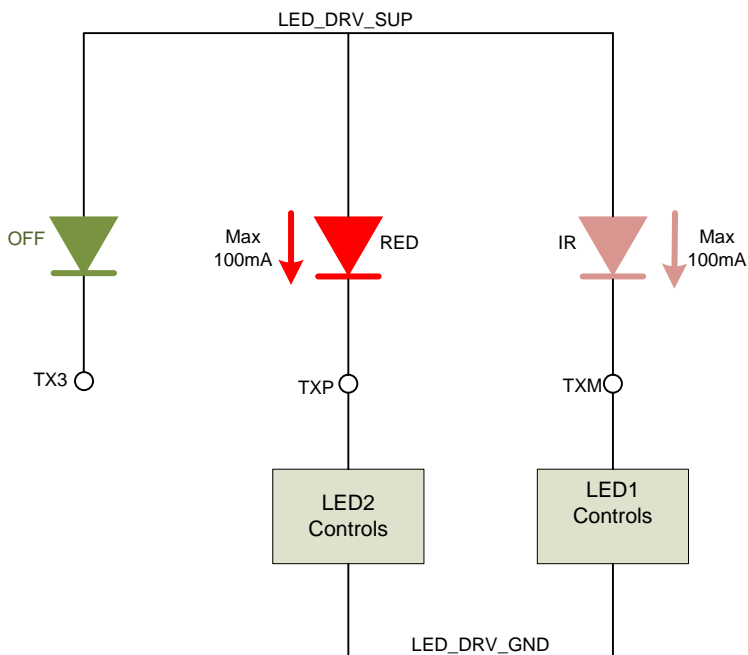 LED_DRV_SUP
OFF
Max
100mA
RED
IR
Max
100mA
TX3
TXP
TXM
LED2
Controls
LED1
Controls
LED_DRV_GND